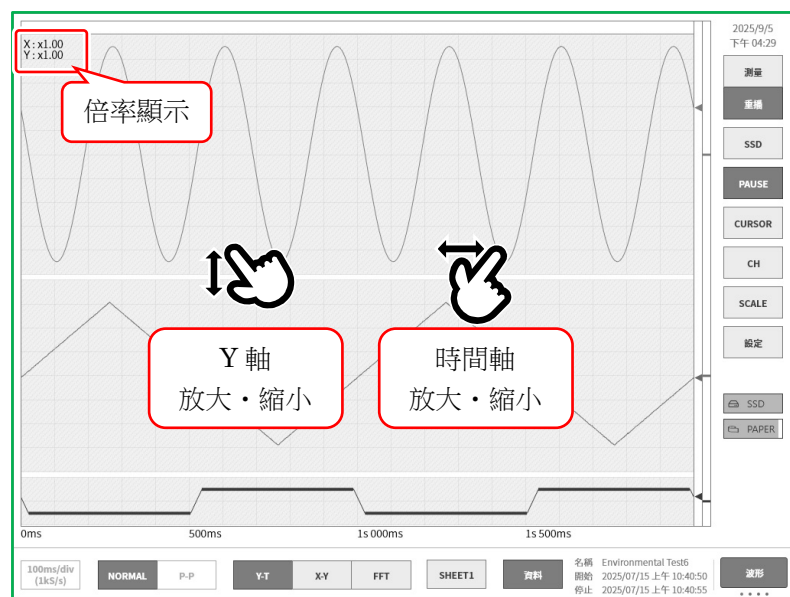 X : x1.00
Y : x1.00
倍率顯示
Y 軸
放大・縮小
時間軸
放大・縮小
0ms
500ms
1s000ms
1s500ms
2025/9/5
下午 04:29
測量
重播
SSD
PAUSE
CURSOR
CH
SCALE
設定
SSD
PAPER
100ms/div
(1kS/s)
NORMAL
P-P
Y-T
X-Y
FFT
SHEET1
資料
名稱 Environmental Test6
開始 2025/07/15 上午 10:40:50
停止 2025/07/15 上午 10:40:55
波形